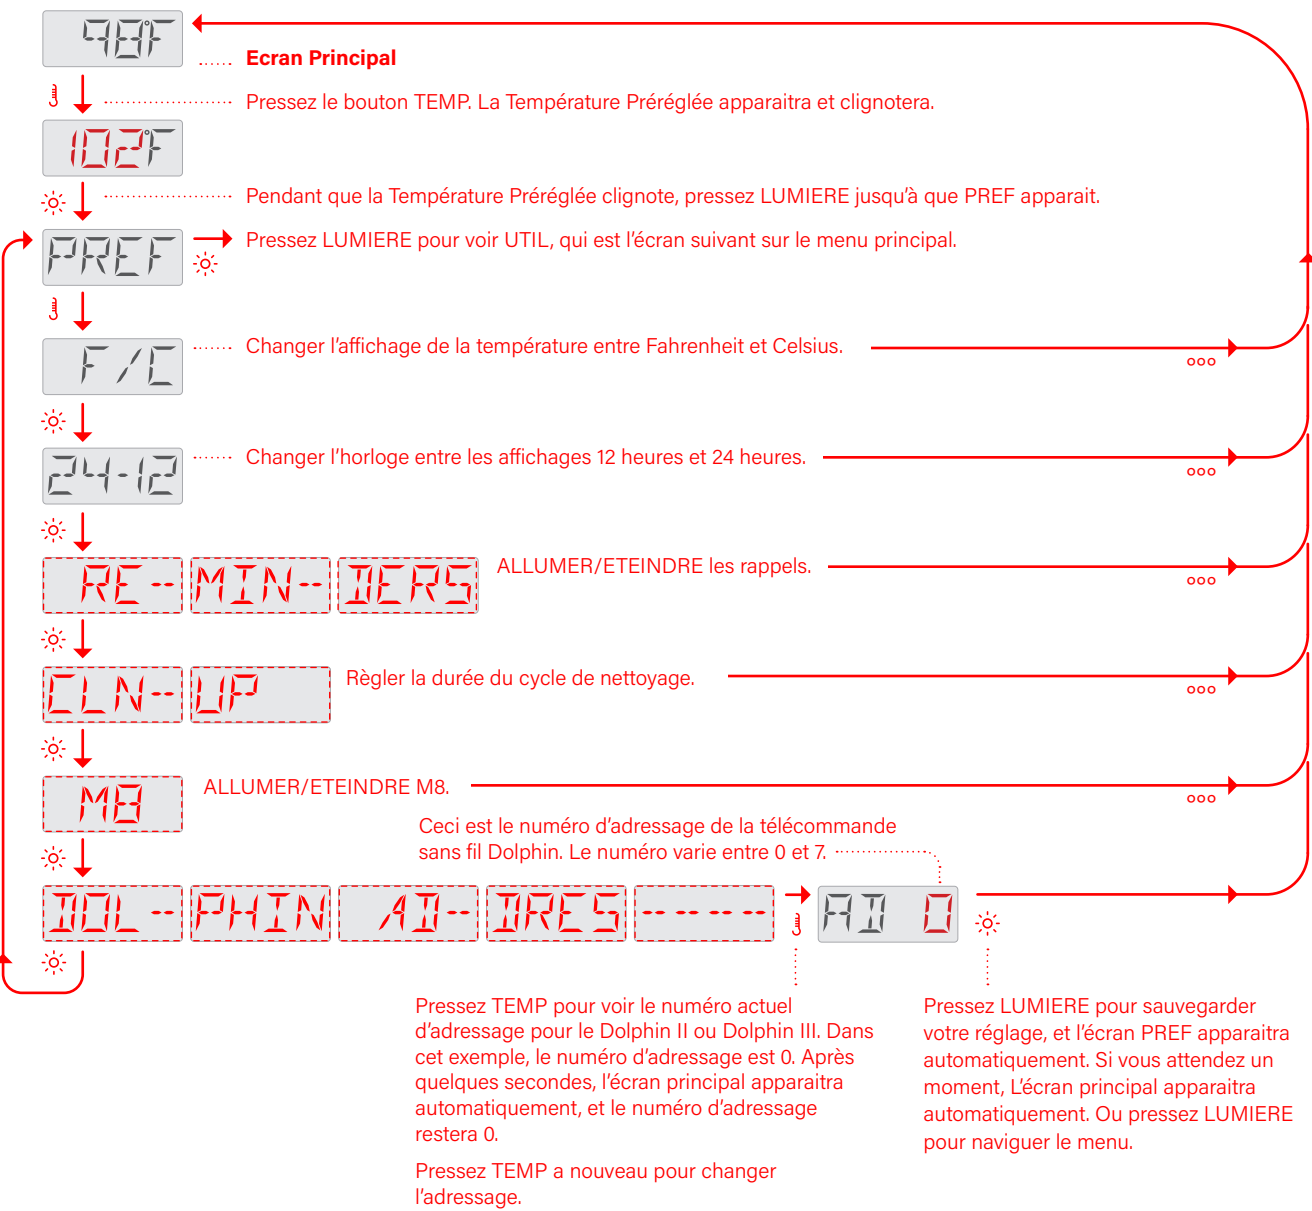 98°F
Ecran Principal
Pressez le bouton TEMP. La Température Préréglée apparaitra et clignotera.
102°F
Pendant que la Température Préréglée clignote, pressez LUMIERE jusqu'à que PREF apparait.
PREF
Pressez LUMIERE pour voir UTIL, qui est l'écran suivant sur le menu principal.
F/C
Changer l'affichage de la température entre Fahrenheit et Celsius.
24-12
Changer l'horloge entre les affichages 12 heures et 24 heures.
RE- MIN-- DERS
ALLUMER/ETEINDRE les rappels.
CLN-- UP
Règler la durée du cycle de nettoyage.
M8
ALLUMER/ETEINDRE M8.
Ceci est le numéro d'adressage de la télécommande
sans fil Dolphin. Le numéro varie entre 0 et 7.
DOL- PHIN AD-- DRES ----- AD 0
Pressez TEMP pour voir le numéro actuel
d'adressage pour le Dolphin II ou Dolphin III. Dans
cet exemple, le numéro d'adressage est 0. Après
quelques secondes, l'écran principal apparaitra
automatiquement, et le numéro d'adressage
restera 0.
Pressez TEMP a nouveau pour changer
l'adressage.
Pressez LUMIERE pour sauvegarder
votre réglage, et l'écran PREF apparaitra
automatiquement. Si vous attendez un
moment, L'écran principal apparaitra
automatiquement. Ou pressez LUMIERE
pour naviguer le menu.